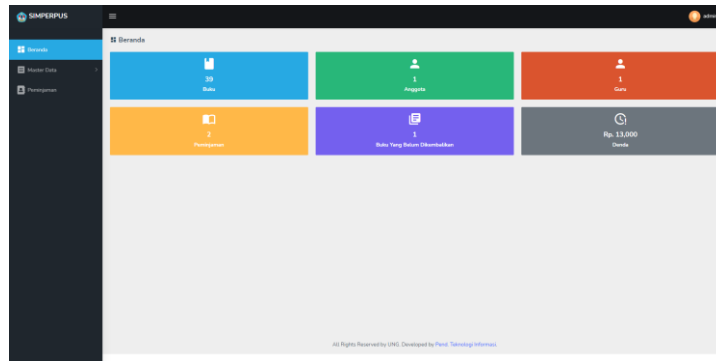 SIMPERPUS
admin
Beranda
Master Data
Peminjaman
Beranda
39
Buku
1
Anggota
1
Guru
2
Peminjaman
1
Buku Yang Belum Dikembalikan
Rp. 13,000
Denda
All Rights Reserved by UNG. Developed by Pend. Teknologi Informasi.